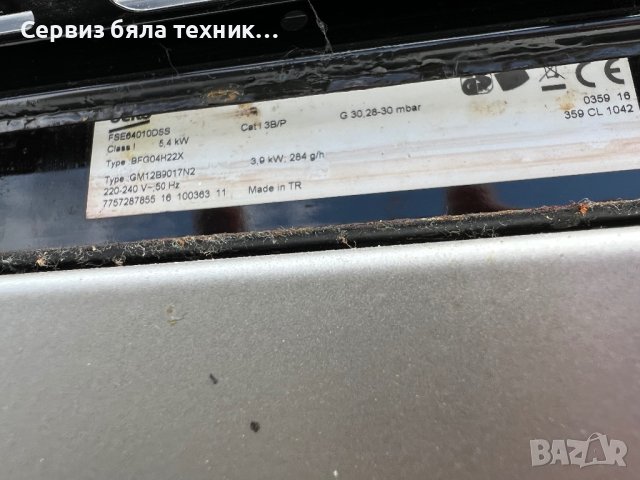 Сервиз бяла техник...
beko
FSE64010DSS
Class I 5,4 kW Cat I 3B/P G 30,28-30 mbar
Type :BFG04H22X 3,9 kW; 284 g/h
Type :GM12B9017N2
220-240 V~,50 Hz
7757287855 16 100363 11 Made in TR
CE
0359 16
359 CL 1042
BAZAR